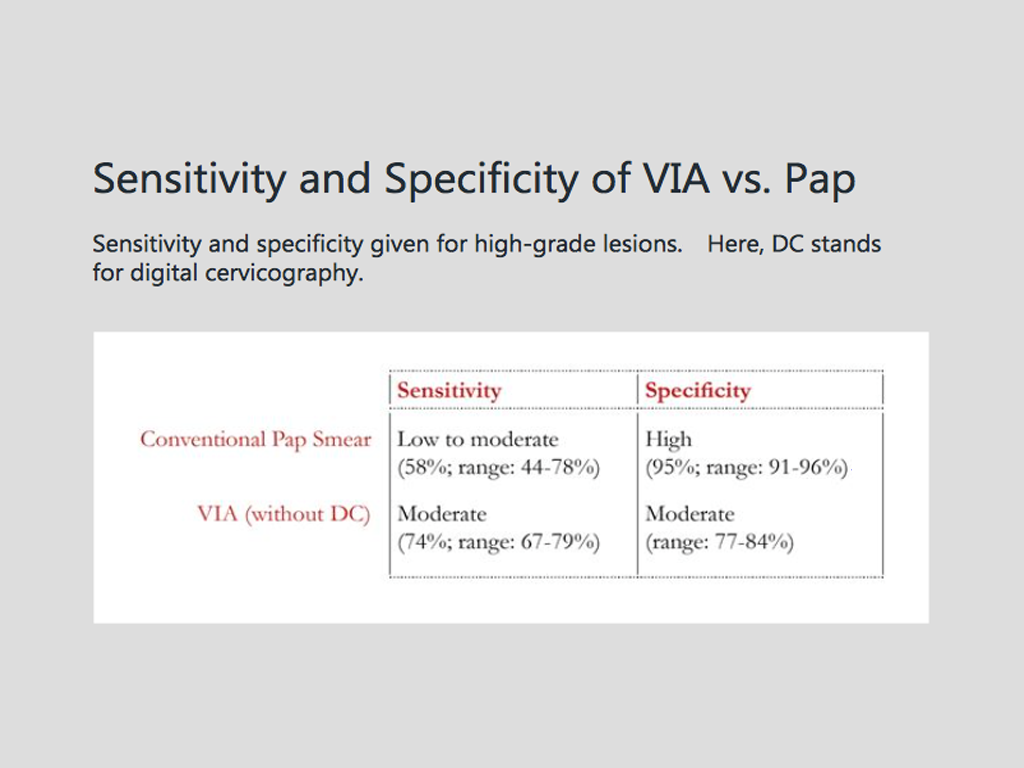 Sensitivity and Specificity of VIA vs. Pap
Sensitivity and specificity given for high-grade lesions. Here, DC stands
for digital cervicography.
Sensitivity Specificity
Conventional Pap Smear Low to moderate High
(58%; range: 44-78%) (95%; range: 91-96%)
VIA (without DC) Moderate Moderate
(74%; range: 67-79%) (range: 77-84%)